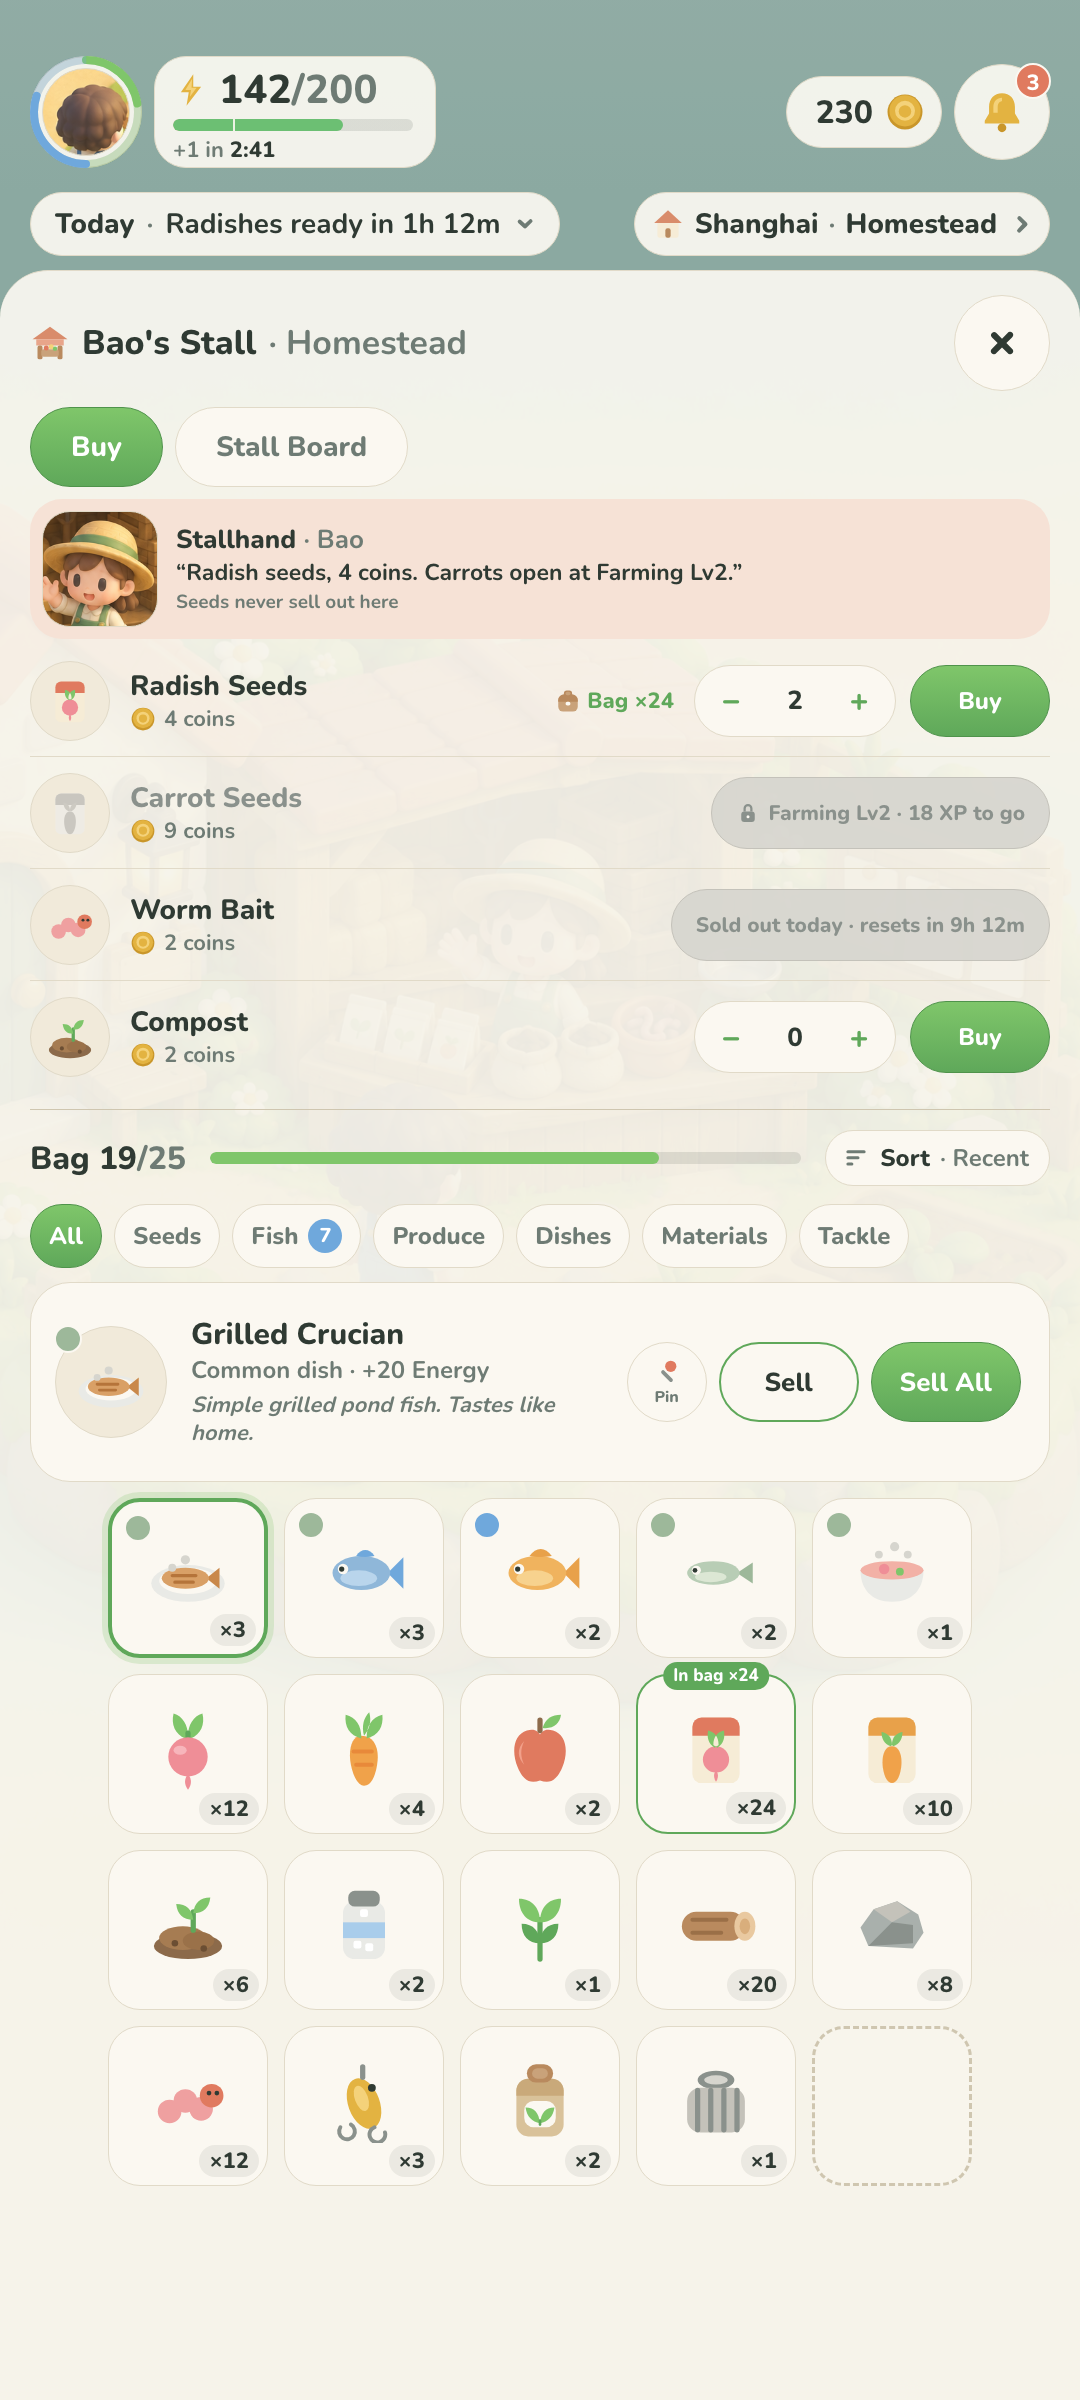 142/200
+1 in 2:41
230
3
Today · Radishes ready in 1h 12m
Shanghai · Homestead
Bao's Stall · Homestead
Buy
Stall Board
Stallhand · Bao
“Radish seeds, 4 coins. Carrots open at Farming Lv2.”
Seeds never sell out here
Radish Seeds
4 coins
Bag ×24
− 2 +
Buy
Carrot Seeds
9 coins
Farming Lv2 · 18 XP to go
Worm Bait
2 coins
Sold out today · resets in 9h 12m
Compost
2 coins
− 0 +
Buy
Bag 19/25
Sort · Recent
All
Seeds
Fish 7
Produce
Dishes
Materials
Tackle
Grilled Crucian
Common dish · +20 Energy
Simple grilled pond fish. Tastes like
home.
Pin
Sell
Sell All
×3
×3
×2
×2
×1
In bag ×24
×12
×4
×2
×24
×10
×6
×2
×1
×20
×8
×12
×3
×2
×1